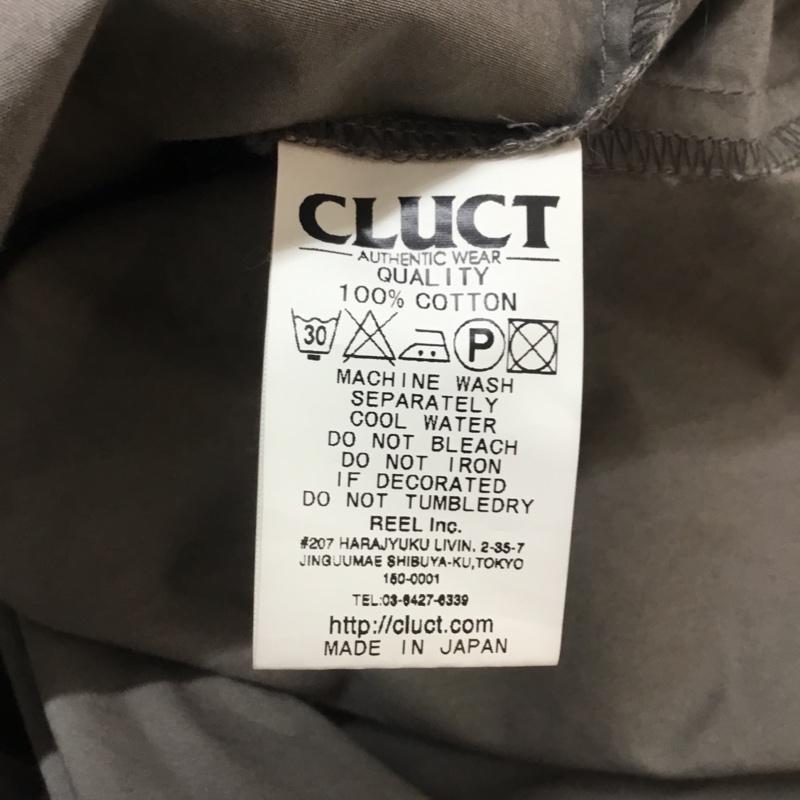 CLUCT
AUTHENTIC WEAR
QUALITY
100% COTTON
30 P
MACHINE WASH
SEPARATELY
COOL WATER
DO NOT BLEACH
DO NOT IRON
IF DECORATED
DO NOT TUMBLEDRY
REEL Inc.
#207 HARAJYUKU LIVIN. 2-35-7
JINGUUMAE SHIBUYA-KU,TOKYO
150-0001
TEL:03-6427-6339
http://cluct.com
MADE IN JAPAN